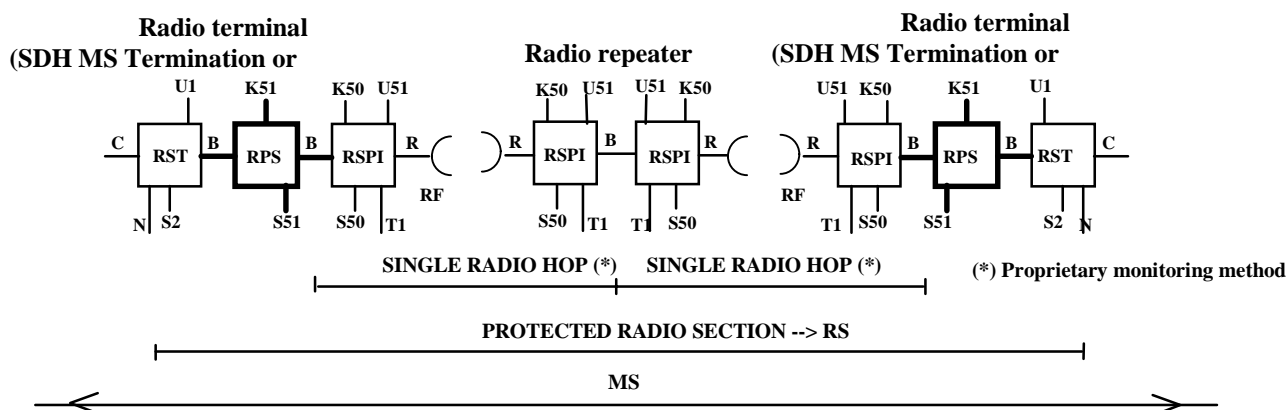 Radio terminal
(SDH MS Termination or
Radio repeater
Radio terminal
(SDH MS Termination or
U1 K51 K50 U51 K50 U51 U51 K50 U51 K50 K51 U1
C RST B RPS B RSPI R R RSPI B RSPI R R RSPI B RPS B RST C
RF RF
N S2 S51 S50 T1 S50 T1 T1 S50 T1 S50 S51 S2 N
SINGLE RADIO HOP (*) SINGLE RADIO HOP (*)
(*) Proprietary monitoring method
PROTECTED RADIO SECTION --> RS
MS